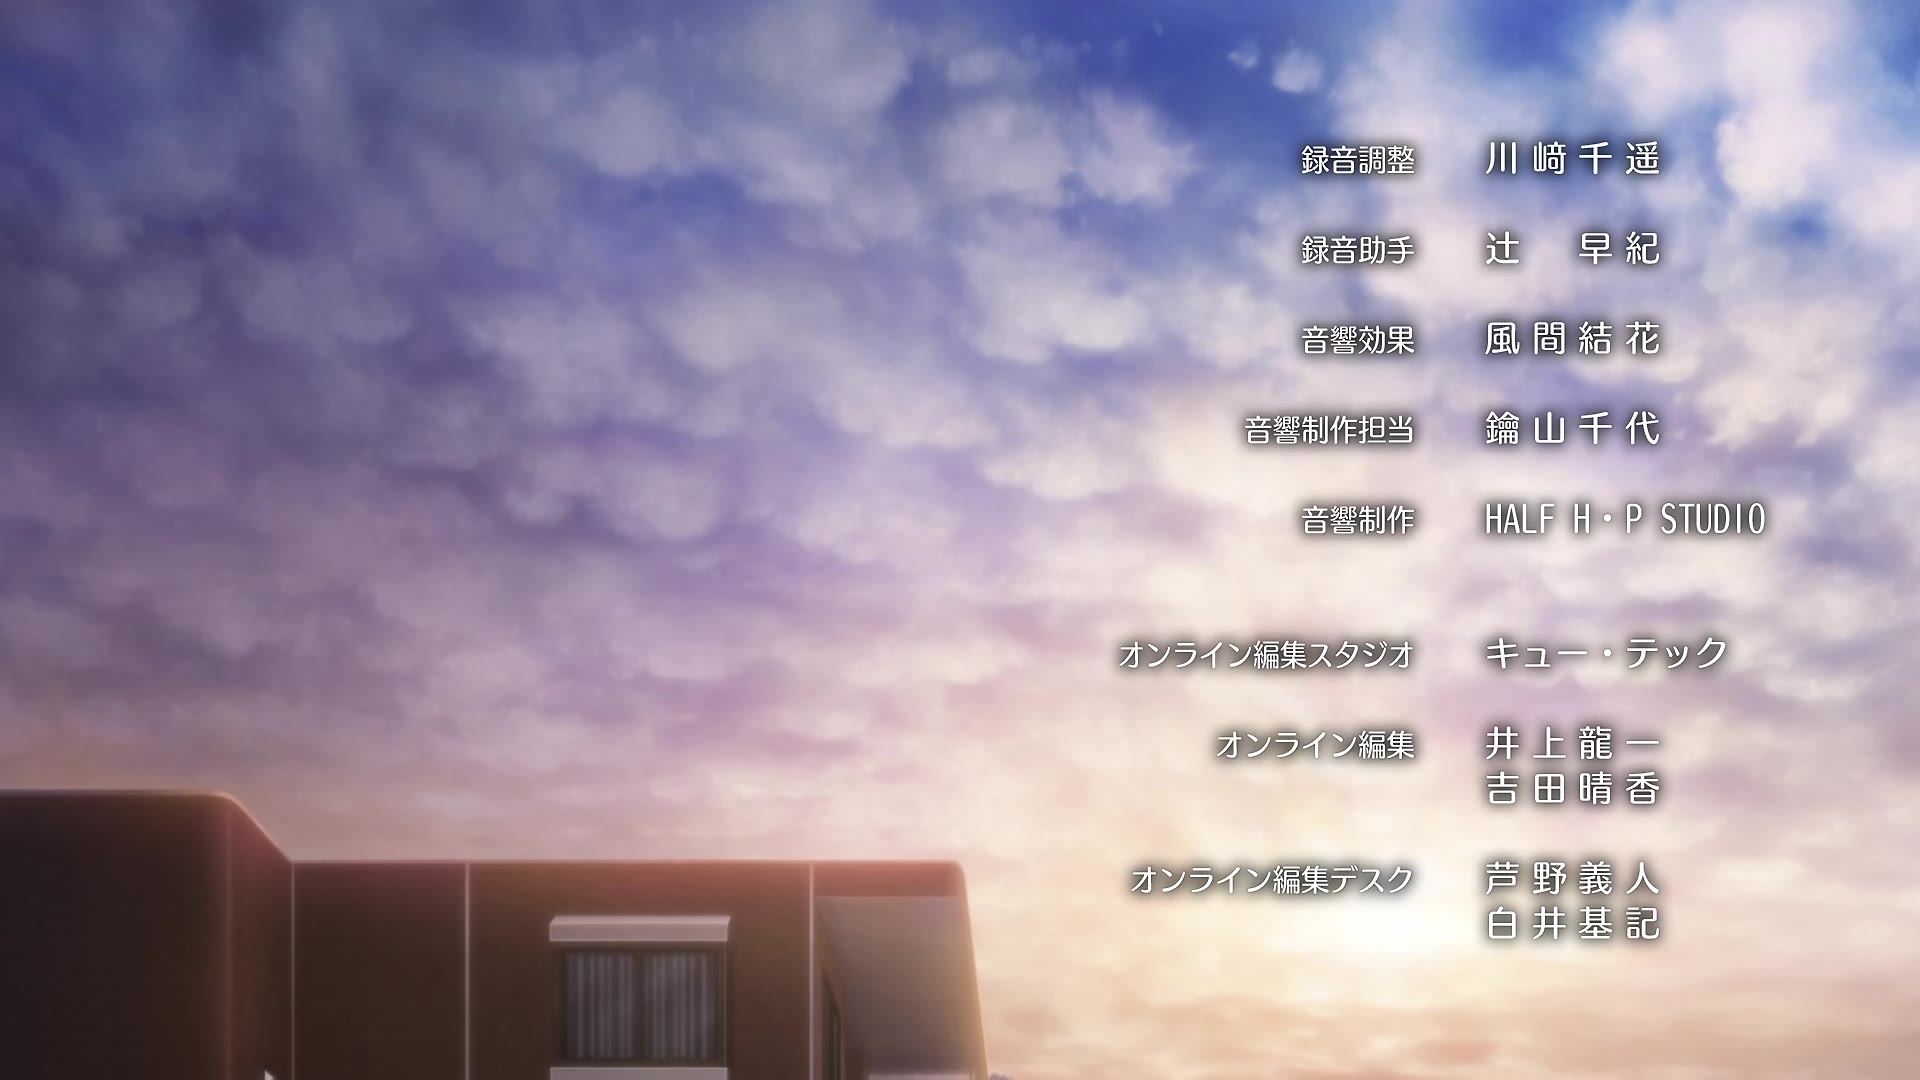 録音調整 川﨑千遥
録音助手 辻 早紀
音響効果 風間結花
音響制作担当 鑰山千代
音響制作 HALF H・P STUDIO
オンライン編集スタジオ キュー・テック
オンライン編集 井上龍一
吉田晴香
オンライン編集デスク 芦野義人
白井基記